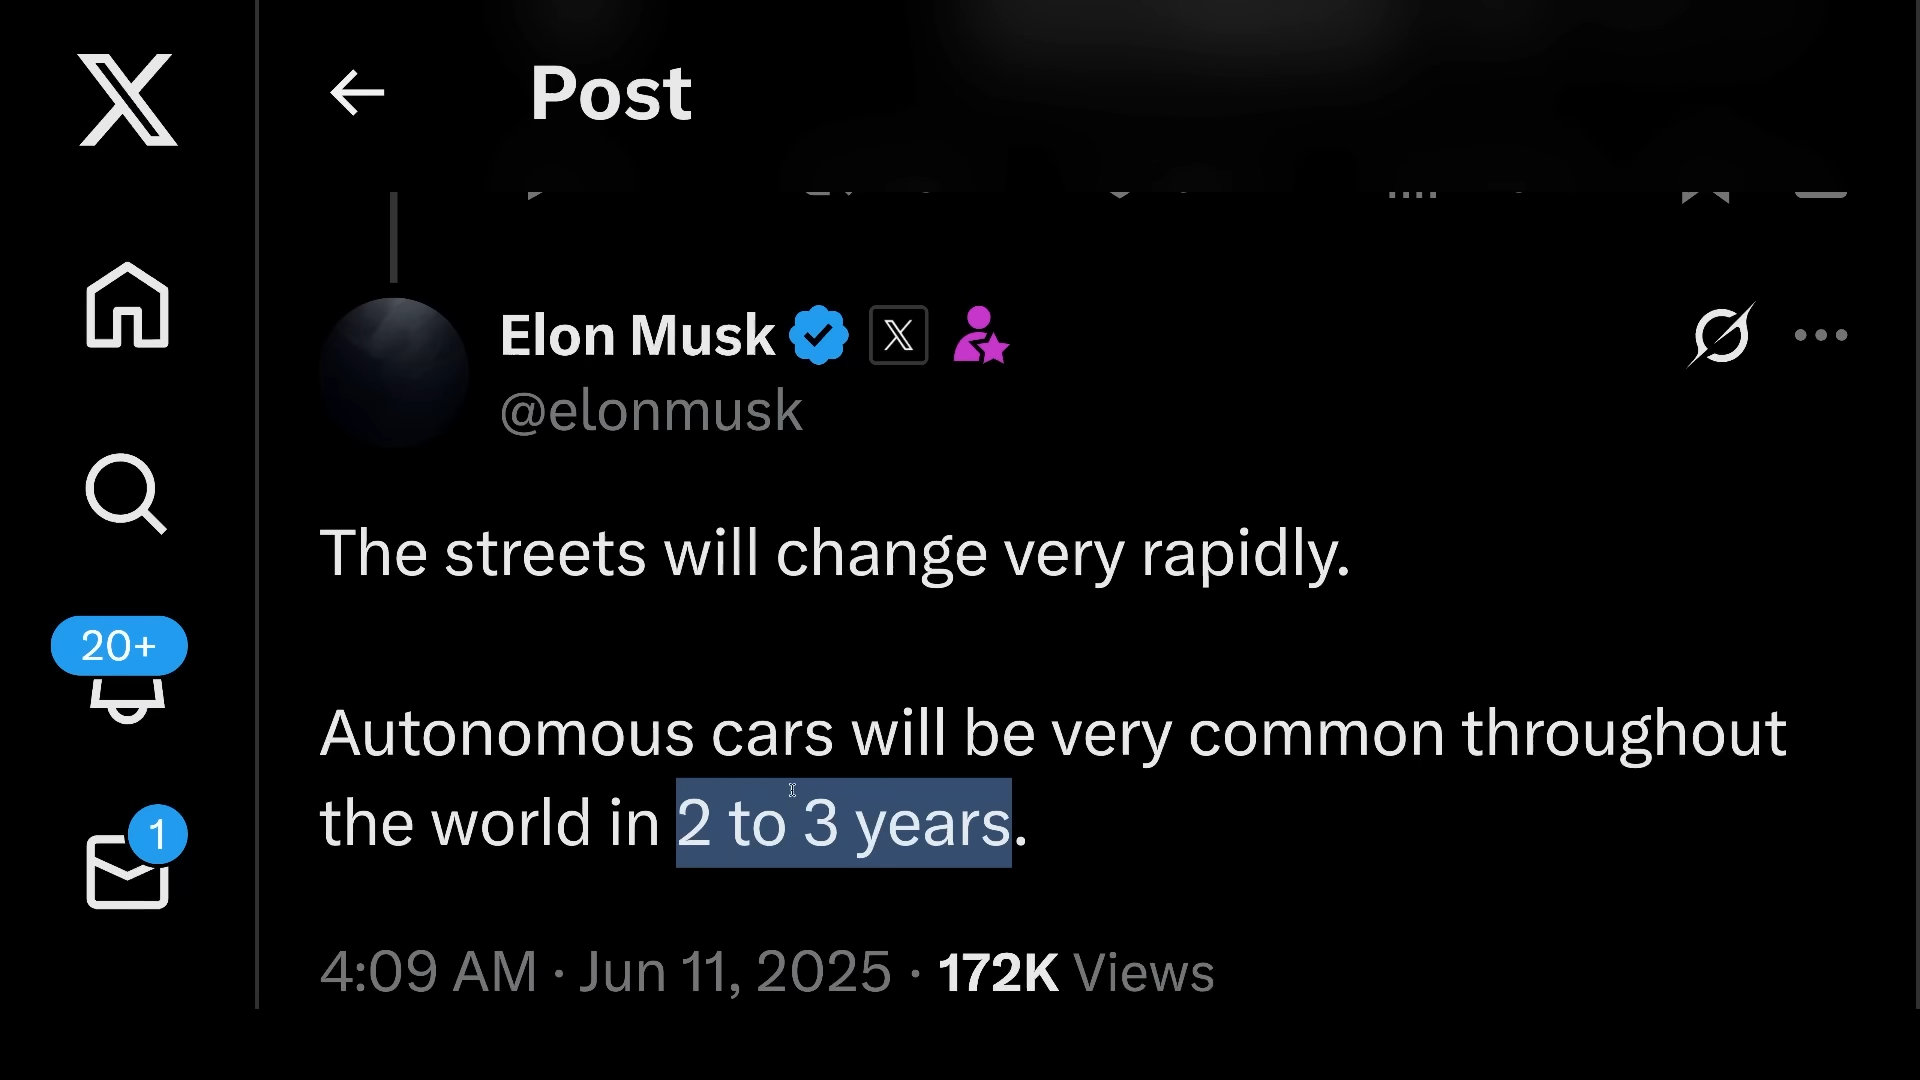 Post
Elon Musk
@elonmusk
The streets will change very rapidly.
20+
Autonomous cars will be very common throughout
the world in 2 to 3 years.
1
4:09 AM · Jun 11, 2025 · 172K Views